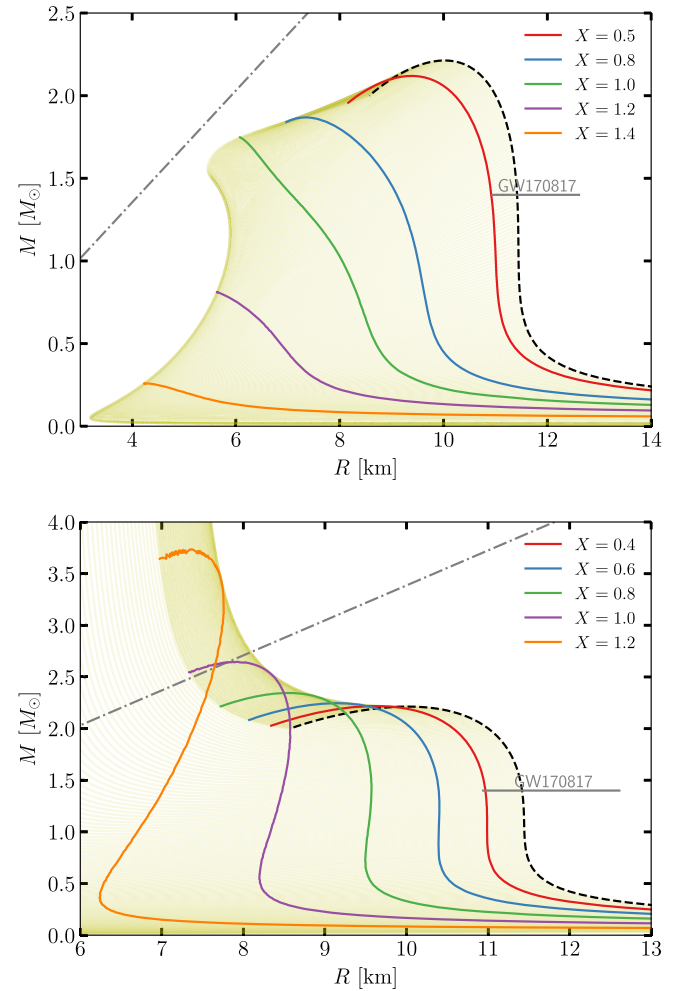 2.5
2.0
1.5
1.0
0.5
0.0
M [M⊙]
X = 0.5
X = 0.8
X = 1.0
X = 1.2
X = 1.4
GW170817
4 6 8 10 12 14
R [km]
4.0
3.5
3.0
2.5
2.0
1.5
1.0
0.5
0.0
M [M⊙]
X = 0.4
X = 0.6
X = 0.8
X = 1.0
X = 1.2
GW170817
6 7 8 9 10 11 12 13
R [km]